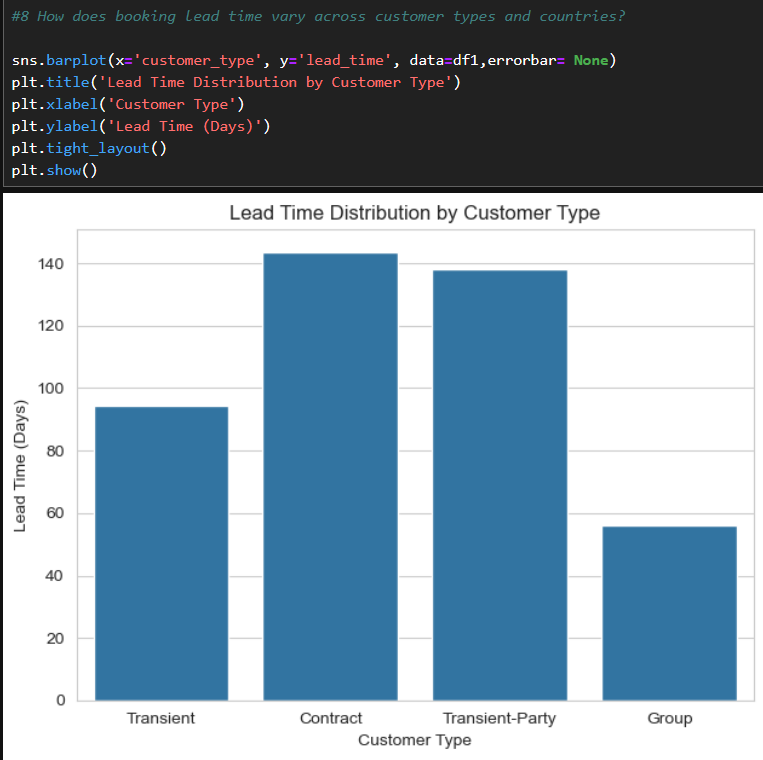 #8 How does booking lead time vary across customer types and countries?
sns.barplot(x='customer_type', y='lead_time', data=df1,errorbar= None)
plt.title('Lead Time Distribution by Customer Type')
plt.xlabel('Customer Type')
plt.ylabel('Lead Time (Days)')
plt.tight_layout()
plt.show()
Lead Time Distribution by Customer Type
140
120
100
80
60
40
20
0
Lead Time (Days)
Transient Contract Transient-Party Group
Customer Type